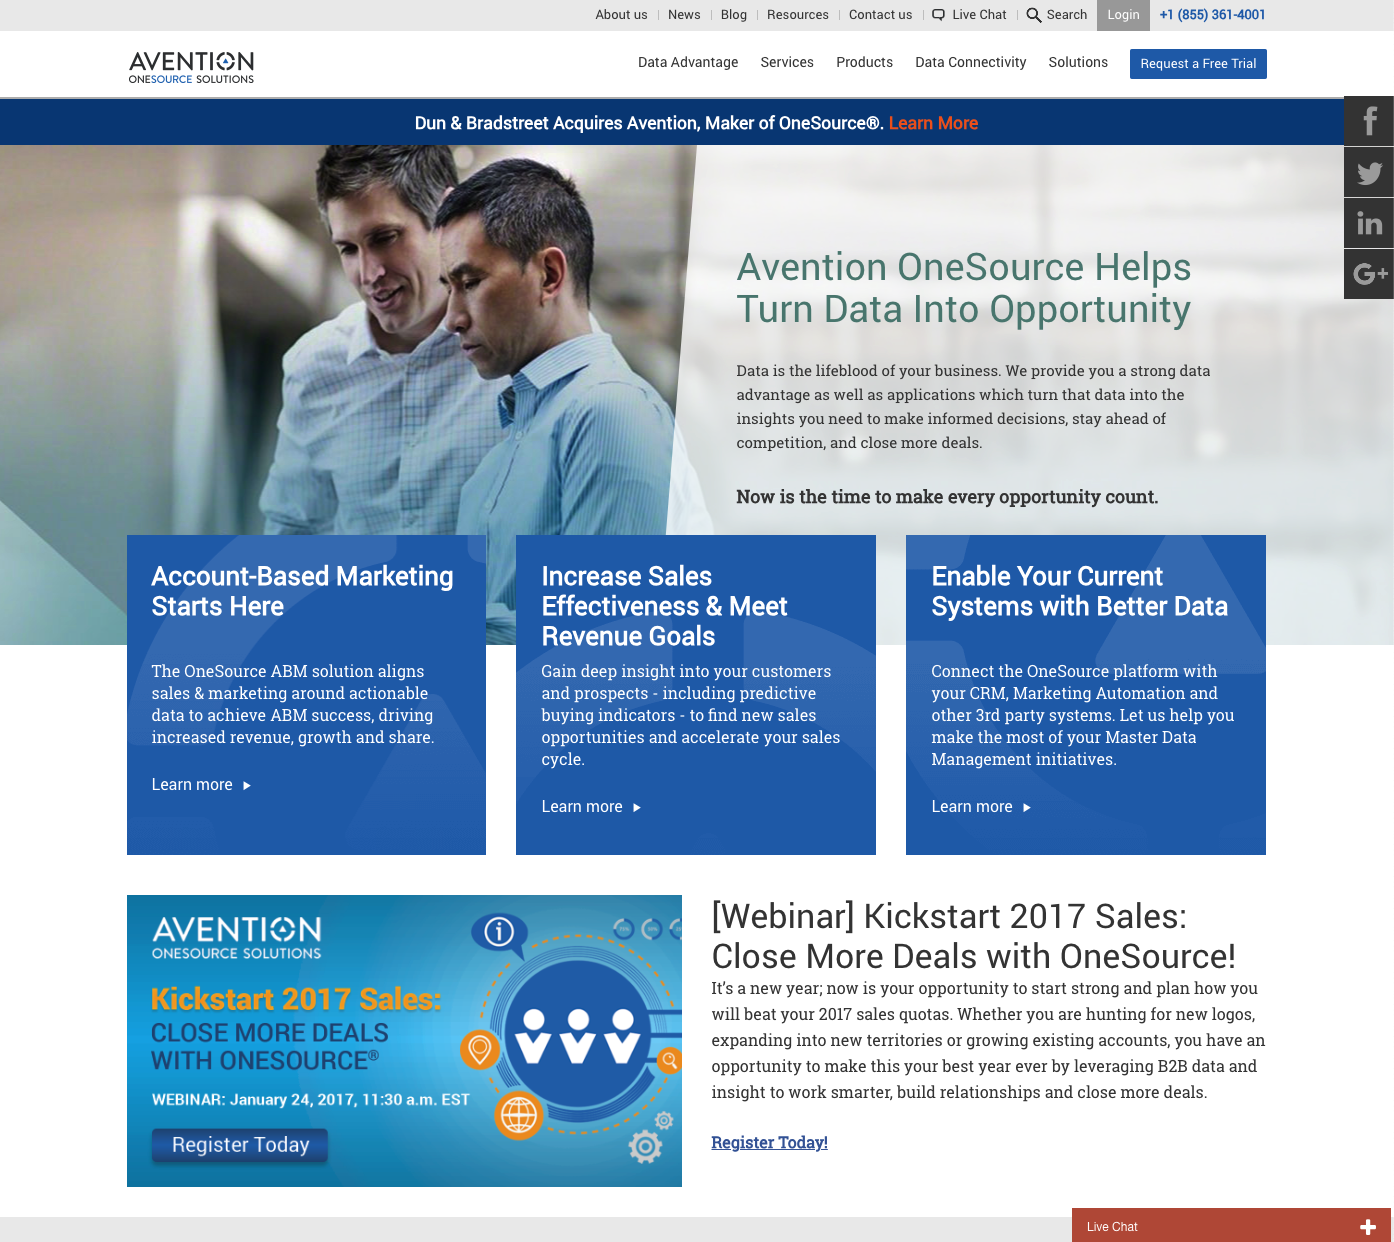 About us
News
Blog
Resources
Contact us
Live Chat
Search
Login
+1 (855) 361-4001
AVENTION
ONESOURCE SOLUTIONS
Data Advantage
Services
Products
Data Connectivity
Solutions
Request a Free Trial
Dun & Bradstreet Acquires Avention, Maker of OneSource®. Learn More
Avention OneSource Helps
Turn Data Into Opportunity
Data is the lifeblood of your business. We provide you a strong data
advantage as well as applications which turn that data into the
insights you need to make informed decisions, stay ahead of
competition, and close more deals.
Now is the time to make every opportunity count.
Account-Based Marketing
Starts Here
The OneSource ABM solution aligns
sales & marketing around actionable
data to achieve ABM success, driving
increased revenue, growth and share.
Learn more
Increase Sales
Effectiveness & Meet
Revenue Goals
Gain deep insight into your customers
and prospects - including predictive
buying indicators - to find new sales
opportunities and accelerate your sales
cycle.
Learn more
Enable Your Current
Systems with Better Data
Connect the OneSource platform with
your CRM, Marketing Automation and
other 3rd party systems. Let us help you
make the most of your Master Data
Management initiatives.
Learn more
AVENTION
ONESOURCE SOLUTIONS
Kickstart 2017 Sales:
CLOSE MORE DEALS
WITH ONESOURCE®
WEBINAR: January 24, 2017, 11:30 a.m. EST
Register Today
[Webinar] Kickstart 2017 Sales:
Close More Deals with OneSource!
It’s a new year; now is your opportunity to start strong and plan how you
will beat your 2017 sales quotas. Whether you are hunting for new logos,
expanding into new territories or growing existing accounts, you have an
opportunity to make this your best year ever by leveraging B2B data and
insight to work smarter, build relationships and close more deals.
Register Today!
Live Chat